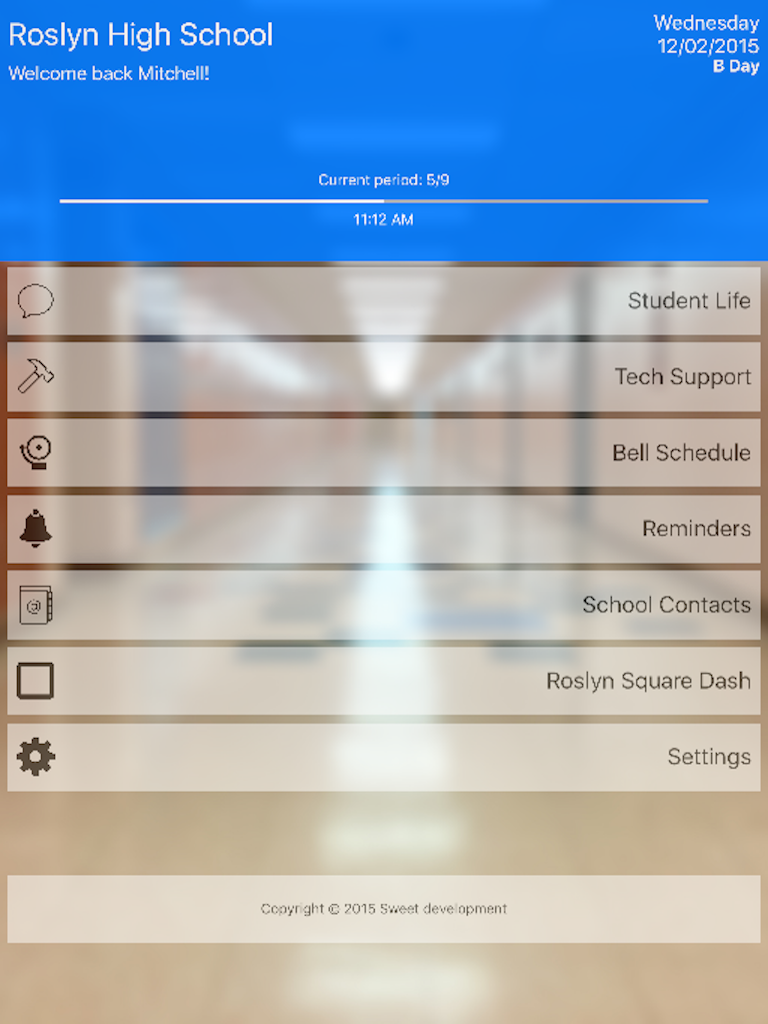 Roslyn High School
Welcome back Mitchell!
Wednesday
12/02/2015
B Day
Current period: 5/9
11:12 AM
Student Life
Tech Support
Bell Schedule
Reminders
School Contacts
Roslyn Square Dash
Settings
Copyright © 2015 Sweet development